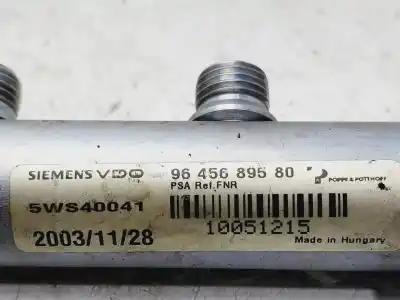 SIEMENS VDO 96 456 895 80 POPPE & POTTHOFF
PSA Ref.FNR
5WS40041
10051215
2003/11/28 Made in Hungary